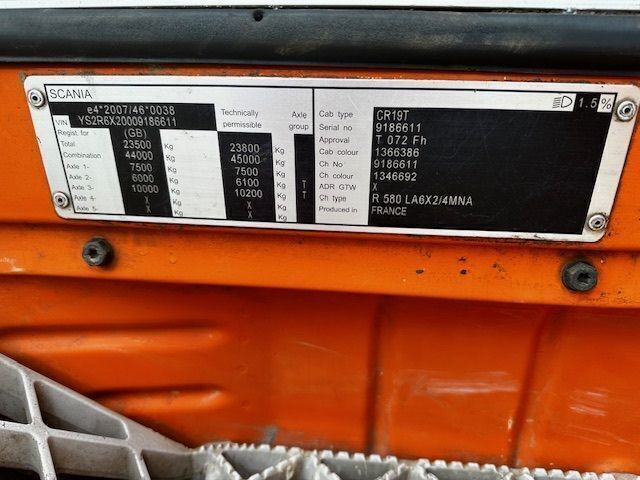 SCANIA
1.5%
e4*2007/46*0038
VIN YS2R6X20009186611
Technically permissible
Axle group
Regist. for (GB)
Total 23500 Kg 23800 Kg
Combination 44000 Kg 45000 Kg
Axle 1- 7500 Kg 7500 Kg
Axle 2- 6000 Kg 6100 Kg T
Axle 3- 10000 Kg 10200 Kg T
Axle 4- X Kg X Kg
Axle 5- X Kg X Kg
Cab type CR19T
Serial no 9186611
Approval T 072 Fh
Cab colour 1366386
Ch No 9186611
Ch. colour 1346692
ADR GTW X
Ch type R 580 LA6X2/4MNA
Produced in FRANCE